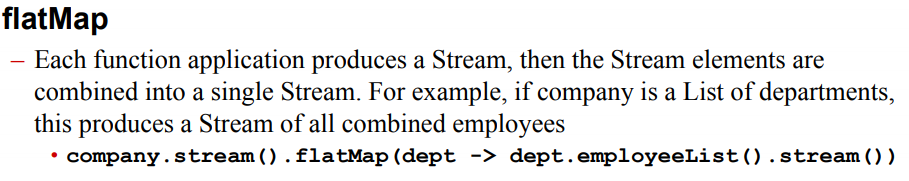 flatMap
– Each function application produces a Stream, then the Stream elements are
combined into a single Stream. For example, if company is a List of departments,
this produces a Stream of all combined employees
• company.stream().flatMap(dept -> dept.employeeList().stream())